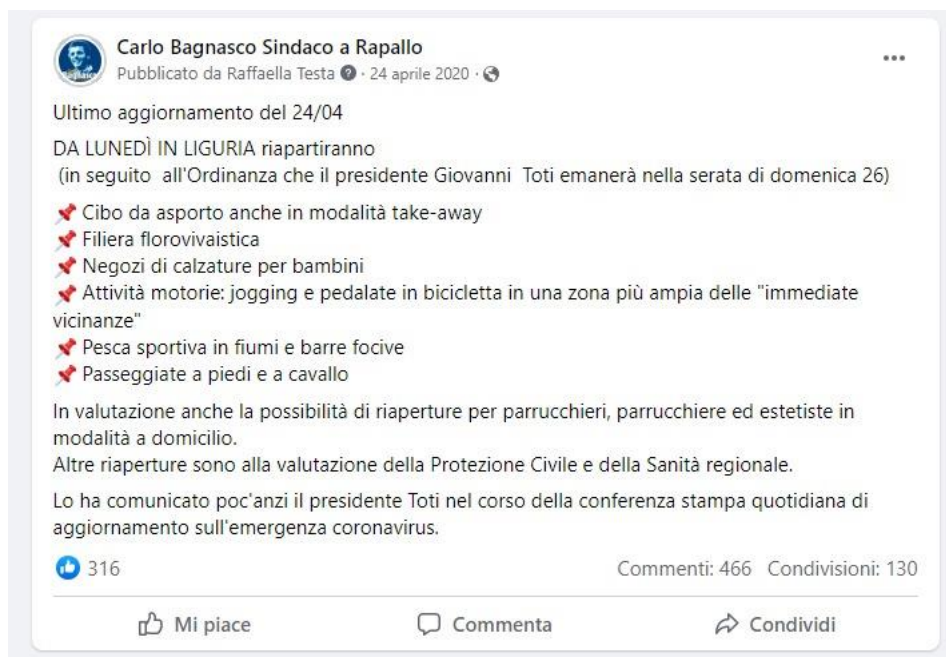 Carlo Bagnasco Sindaco a Rapallo
Pubblicato da Raffaella Testa · 24 aprile 2020 ·
Ultimo aggiornamento del 24/04
DA LUNEDÌ IN LIGURIA riapartiranno
(in seguito all'Ordinanza che il presidente Giovanni Toti emanerà nella serata di domenica 26)
📌 Cibo da asporto anche in modalità take-away
📌 Filiera florovivaistica
📌 Negozi di calzature per bambini
📌 Attività motorie: jogging e pedalate in bicicletta in una zona più ampia delle "immediate
vicinanze"
📌 Pesca sportiva in fiumi e barre focive
📌 Passeggiate a piedi e a cavallo
In valutazione anche la possibilità di riaperture per parrucchieri, parrucchiere ed estetiste in
modalità a domicilio.
Altre riaperture sono alla valutazione della Protezione Civile e della Sanità regionale.
Lo ha comunicato poc'anzi il presidente Toti nel corso della conferenza stampa quotidiana di
aggiornamento sull'emergenza coronavirus.
316 Commenti: 466 Condivisioni: 130
Mi piace Commenta Condividi